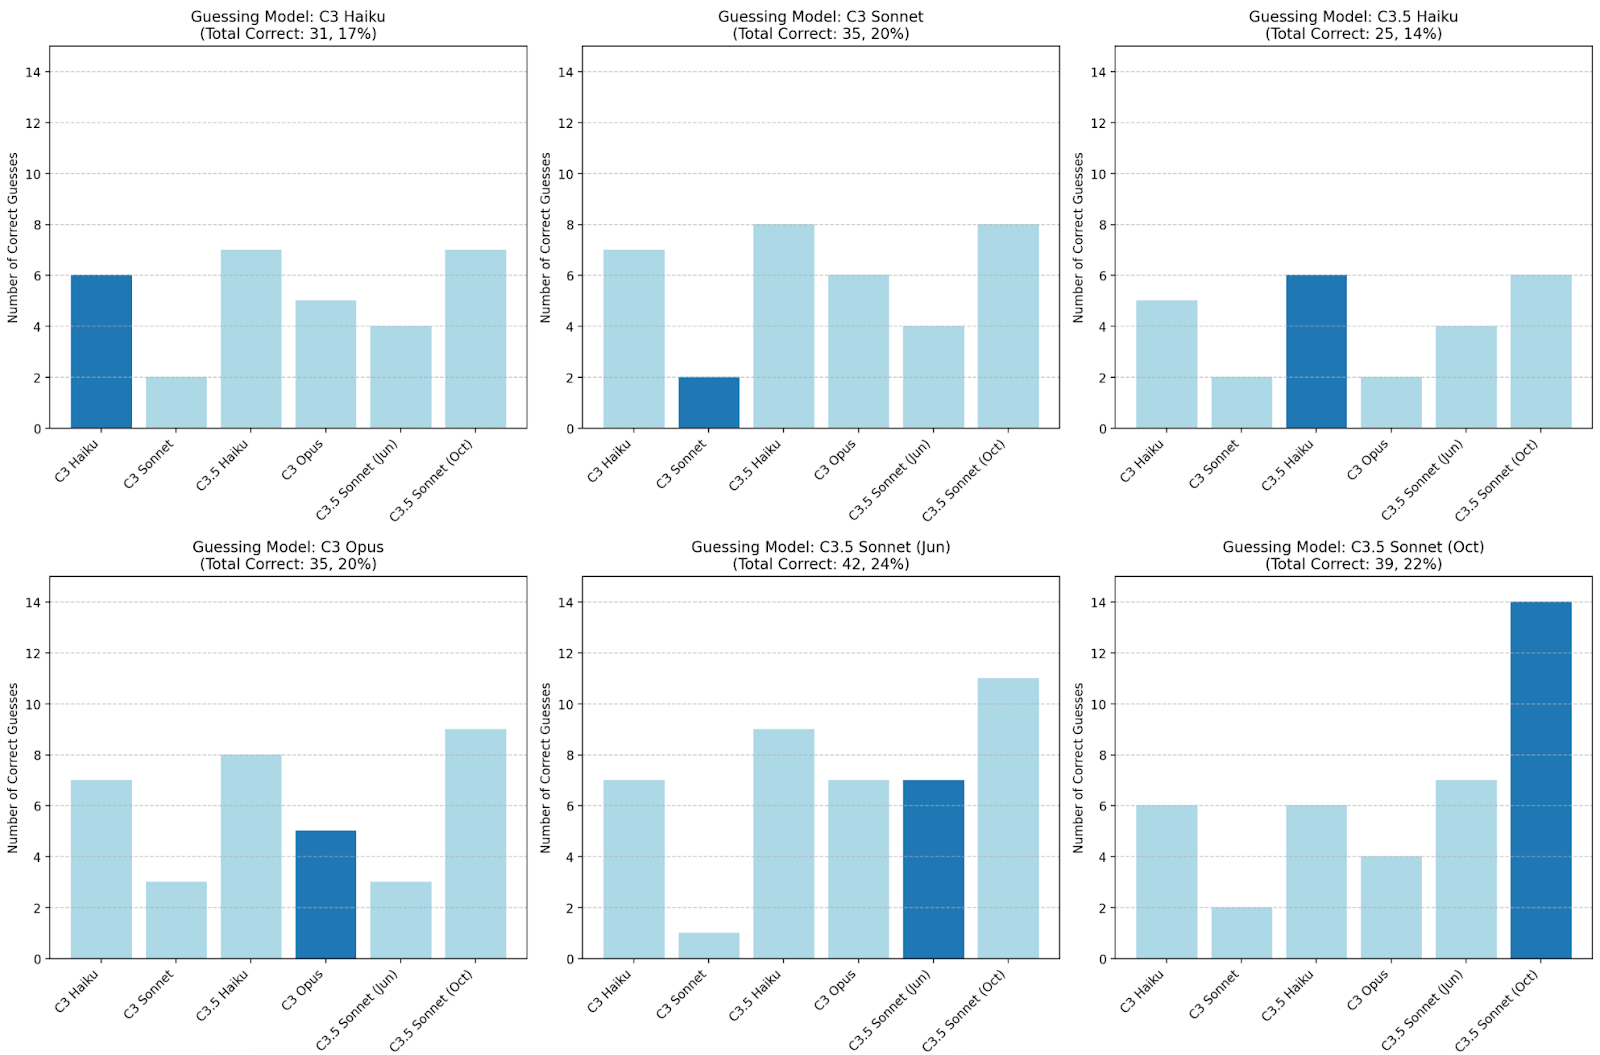 Guessing Model: C3 Haiku
(Total Correct: 31, 17%)
Number of Correct Guesses
14
12
10
8
6
4
2
0
C3 Haiku
C3 Sonnet
C3.5 Haiku
C3 Opus
C3.5 Sonnet (Jun)
C3.5 Sonnet (Oct)
Guessing Model: C3 Sonnet
(Total Correct: 35, 20%)
Number of Correct Guesses
14
12
10
8
6
4
2
0
C3 Haiku
C3 Sonnet
C3.5 Haiku
C3 Opus
C3.5 Sonnet (Jun)
C3.5 Sonnet (Oct)
Guessing Model: C3.5 Haiku
(Total Correct: 25, 14%)
Number of Correct Guesses
14
12
10
8
6
4
2
0
C3 Haiku
C3 Sonnet
C3.5 Haiku
C3 Opus
C3.5 Sonnet (Jun)
C3.5 Sonnet (Oct)
Guessing Model: C3 Opus
(Total Correct: 35, 20%)
Number of Correct Guesses
14
12
10
8
6
4
2
0
C3 Haiku
C3 Sonnet
C3.5 Haiku
C3 Opus
C3.5 Sonnet (Jun)
C3.5 Sonnet (Oct)
Guessing Model: C3.5 Sonnet (Jun)
(Total Correct: 42, 24%)
Number of Correct Guesses
14
12
10
8
6
4
2
0
C3 Haiku
C3 Sonnet
C3.5 Haiku
C3 Opus
C3.5 Sonnet (Jun)
C3.5 Sonnet (Oct)
Guessing Model: C3.5 Sonnet (Oct)
(Total Correct: 39, 22%)
Number of Correct Guesses
14
12
10
8
6
4
2
0
C3 Haiku
C3 Sonnet
C3.5 Haiku
C3 Opus
C3.5 Sonnet (Jun)
C3.5 Sonnet (Oct)